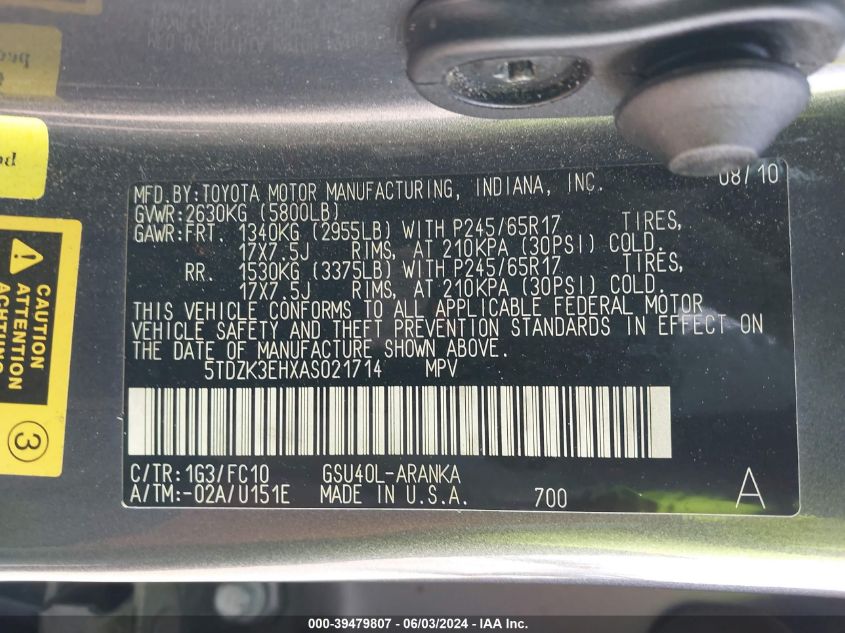 MFD.BY:TOYOTA MOTOR MANUFACTURING, INDIANA, INC. 08/10
GVWR:2630KG (5800LB)
GAWR:FRT. 1340KG (2955LB) WITH P245/65R17 TIRES,
17X7.5J RIMS, AT 210KPA (30PSI) COLD.
RR. 1530KG (3375LB) WITH P245/65R17 TIRES,
17X7.5J RIMS, AT 210KPA (30PSI) COLD.
THIS VEHICLE CONFORMS TO ALL APPLICABLE FEDERAL MOTOR
VEHICLE SAFETY AND THEFT PREVENTION STANDARDS IN EFFECT ON
THE DATE OF MANUFACTURE SHOWN ABOVE.
5TDZK3EHXAS021714 MPV
C/TR:1G3/FC10 GSU40L-ARANKA
A/TM:-02A/U151E MADE IN U.S.A. 700 A
CAUTION
ATTENTION
ACHTUNG
3
000-39479807 - 06/03/2024 - IAA Inc.